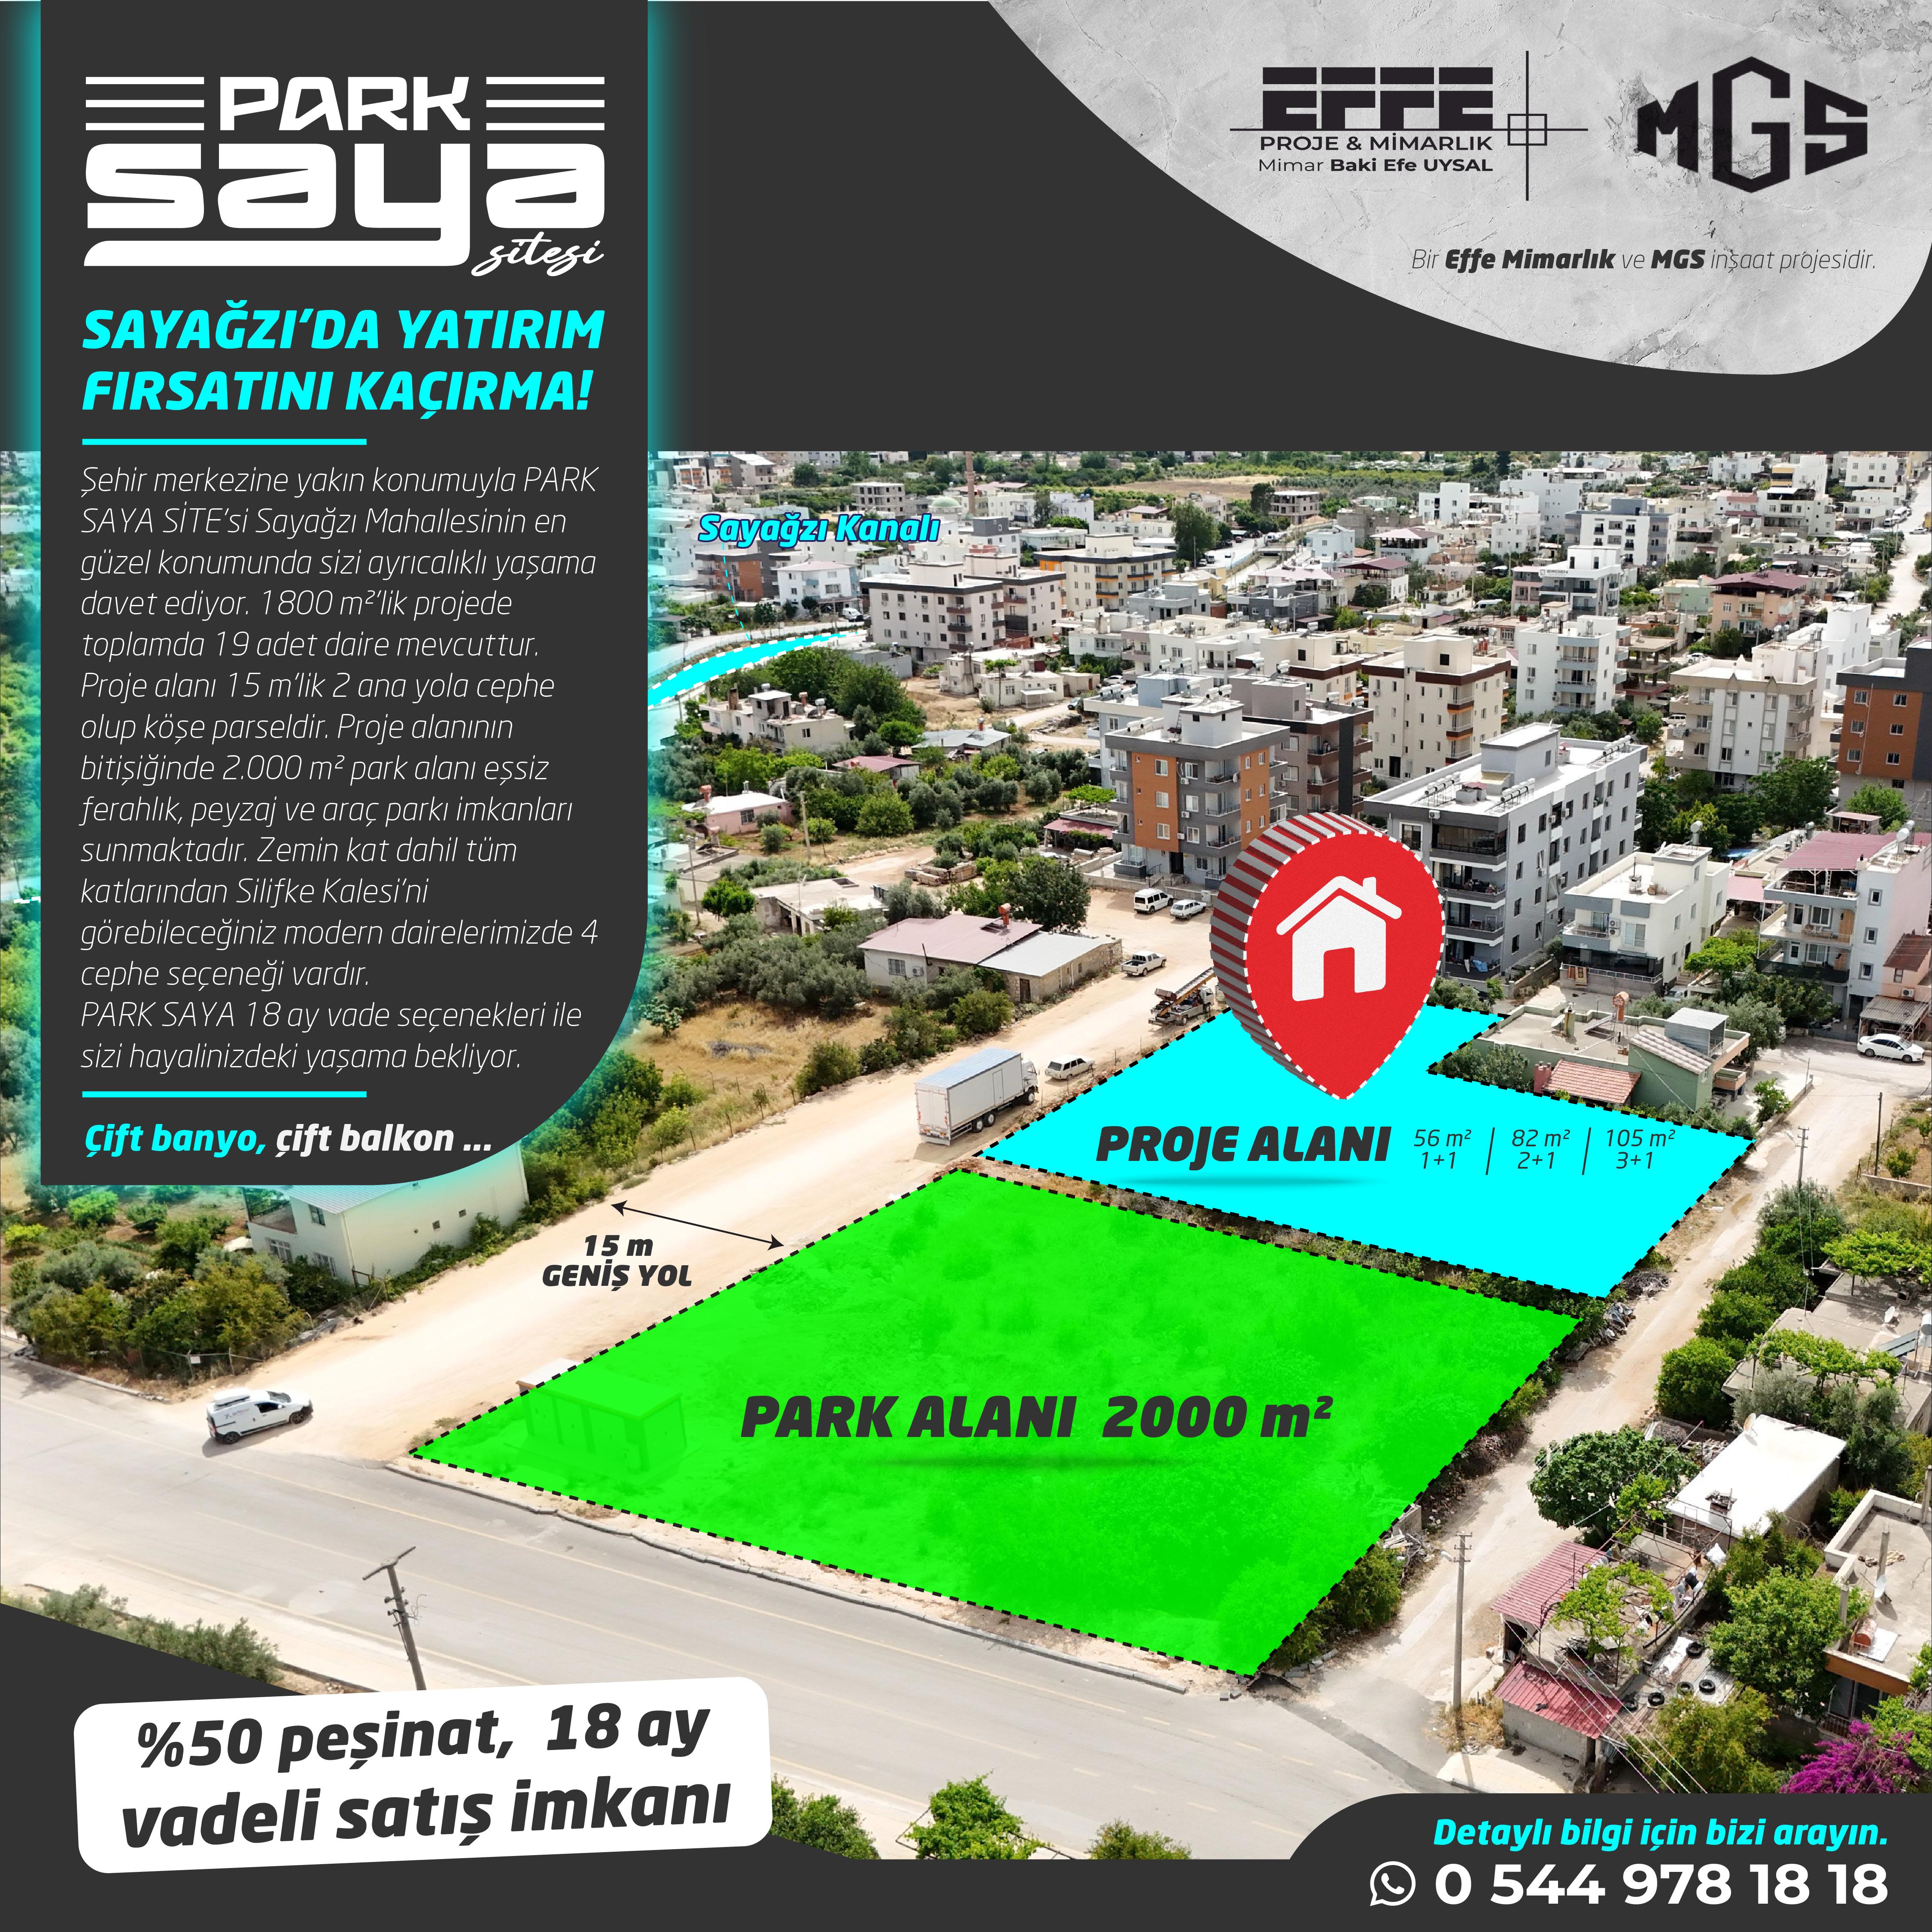 PARK
saya
sitesi
SAYAĞZI’DA YATIRIM
FIRSATINI KAÇIRMA!
Şehir merkezine yakın konumuyla PARK
SAYA SİTE’si Sayağzı Mahallesinin en
güzel konumunda sizi ayrıcalıklı yaşama
davet ediyor. 1800 m²’lik projede
toplamda 19 adet daire mevcuttur.
Proje alanı 15 m’lik 2 ana yola cephe
olup köşe parseldir. Proje alanının
bitişiğinde 2.000 m² park alanı eşsiz
ferahlık, peyzaj ve araç parkı imkanları
sunmaktadır. Zemin kat dahil tüm
katlarından Silifke Kalesi’ni
görebileceğiniz modern dairelerimizde 4
cephe seçeneği vardır.
PARK SAYA 18 ay vade seçenekleri ile
sizi hayalinizdeki yaşama bekliyor.
Çift banyo, çift balkon ...
EFFE
PROJE & MİMARLIK
Mimar Baki Efe UYSAL
MGS
Bir Effe Mimarlık ve MGS inşaat projesidir.
Sayağzı Kanalı
PROJE ALANI
56 m² | 82 m² | 105 m²
1+1 | 2+1 | 3+1
15 m
GENİŞ YOL
PARK ALANI 2000 m²
%50 peşinat, 18 ay
vadeli satış imkanı
Detaylı bilgi için bizi arayın.
0 544 978 18 18